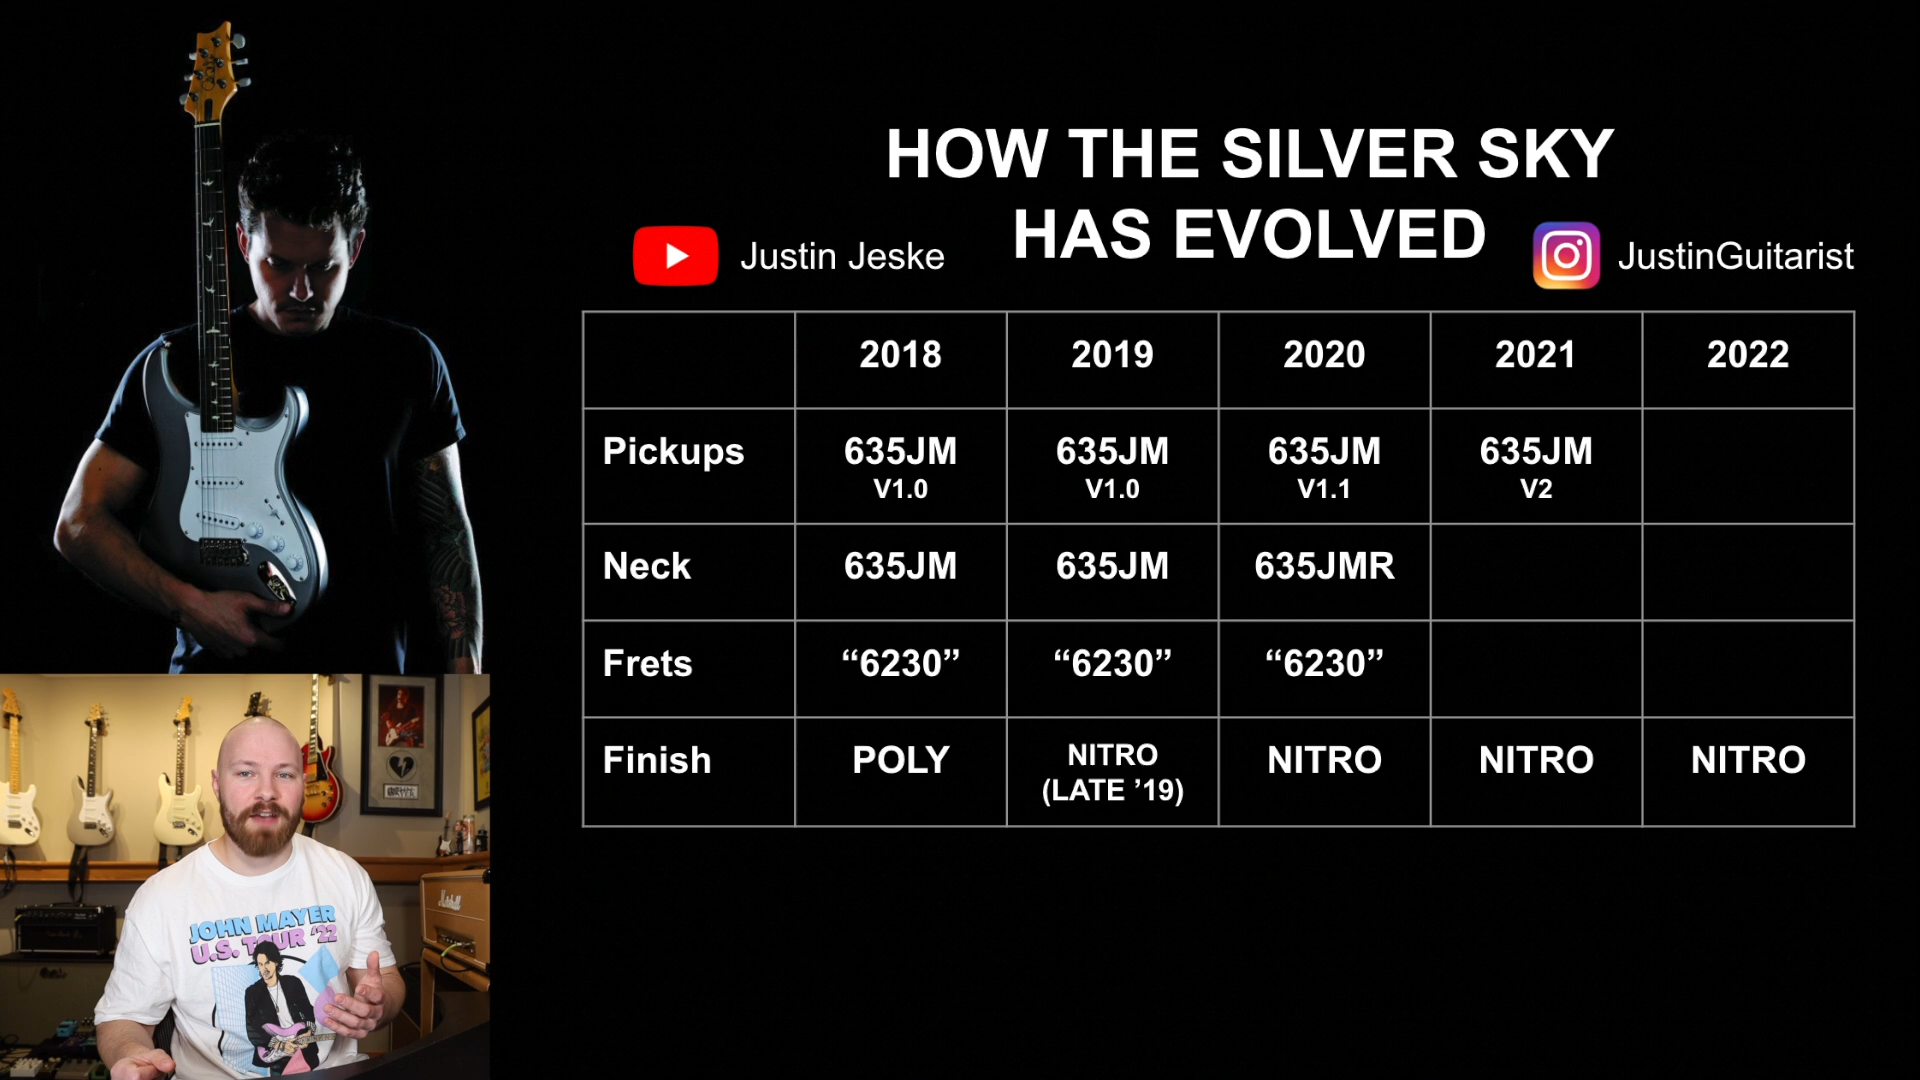 HOW THE SILVER SKY
HAS EVOLVED
Justin Jeske
JustinGuitarist
2018 2019 2020 2021 2022
Pickups 635JM 635JM 635JM 635JM
V1.0 V1.0 V1.1 V2
Neck 635JM 635JM 635JMR
Frets “6230” “6230” “6230”
Finish POLY NITRO NITRO NITRO NITRO
(LATE ’19)
JOHN MAYER
U.S. TOUR '22
Marshall